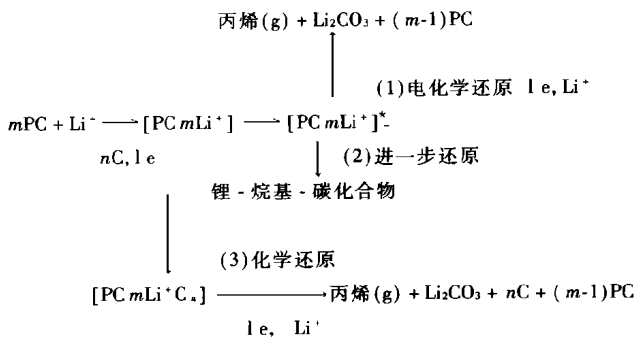 丙烯(g) + Li₂CO₃ + (m-1)PC
(1)电化学还原 1e, Li⁺
mPC + Li⁺ → [PC mLi⁺] → [PC mLi⁺]*-
nC, 1e
(2)进一步还原
锂-烷基-碳化合物
(3)化学还原
[PC mLi⁺Cₙ] → 丙烯(g) + Li₂CO₃ + nC + (m-1)PC
1e, Li⁺